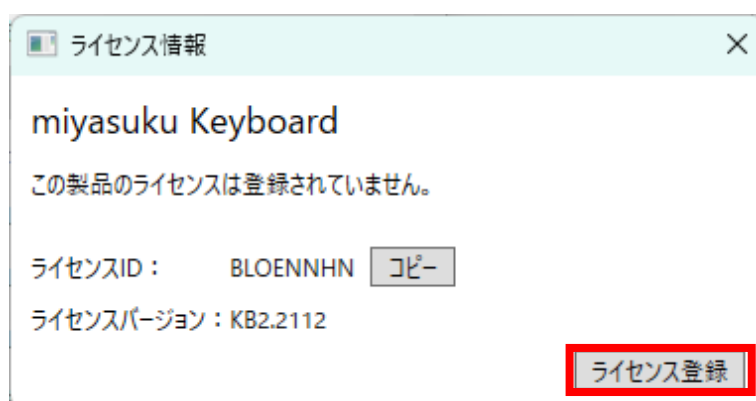 ライセンス情報
miyasuku Keyboard
この製品のライセンスは登録されていません。
ライセンスID： BLOENNHN コピー
ライセンスバージョン：KB2.2112
ライセンス登録